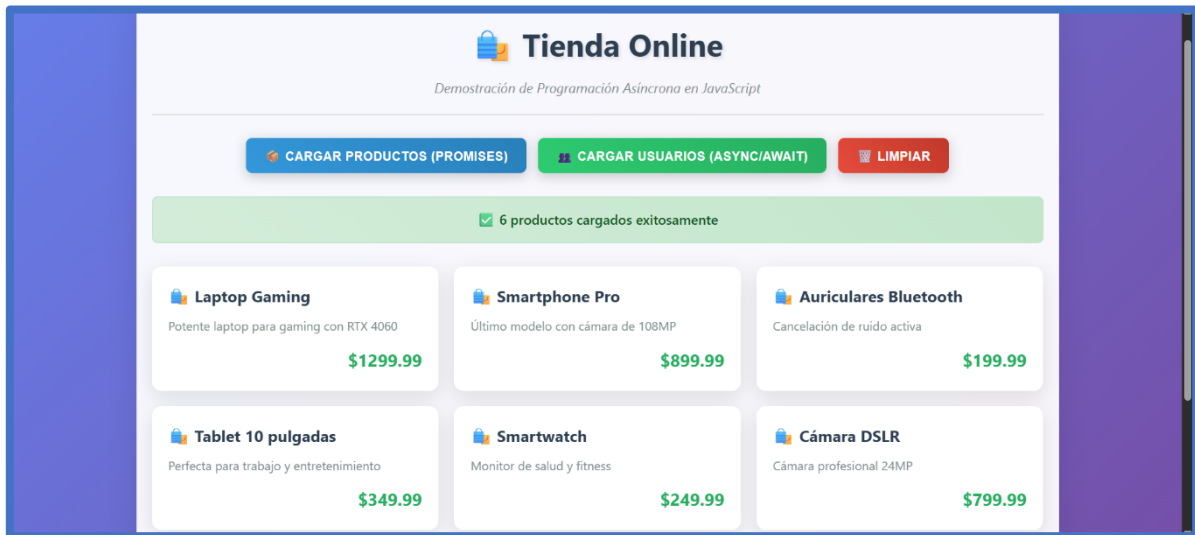 Tienda Online
Demostración de Programación Asíncrona en JavaScript
CARGAR PRODUCTOS (PROMISES)
CARGAR USUARIOS (ASYNC/AWAIT)
LIMPIAR
6 productos cargados exitosamente
Laptop Gaming
Potente laptop para gaming con RTX 4060
$1299.99
Smartphone Pro
Último modelo con cámara de 108MP
$899.99
Auriculares Bluetooth
Cancelación de ruido activa
$199.99
Tablet 10 pulgadas
Perfecta para trabajo y entretenimiento
$349.99
Smartwatch
Monitor de salud y fitness
$249.99
Cámara DSLR
Cámara profesional 24MP
$799.99